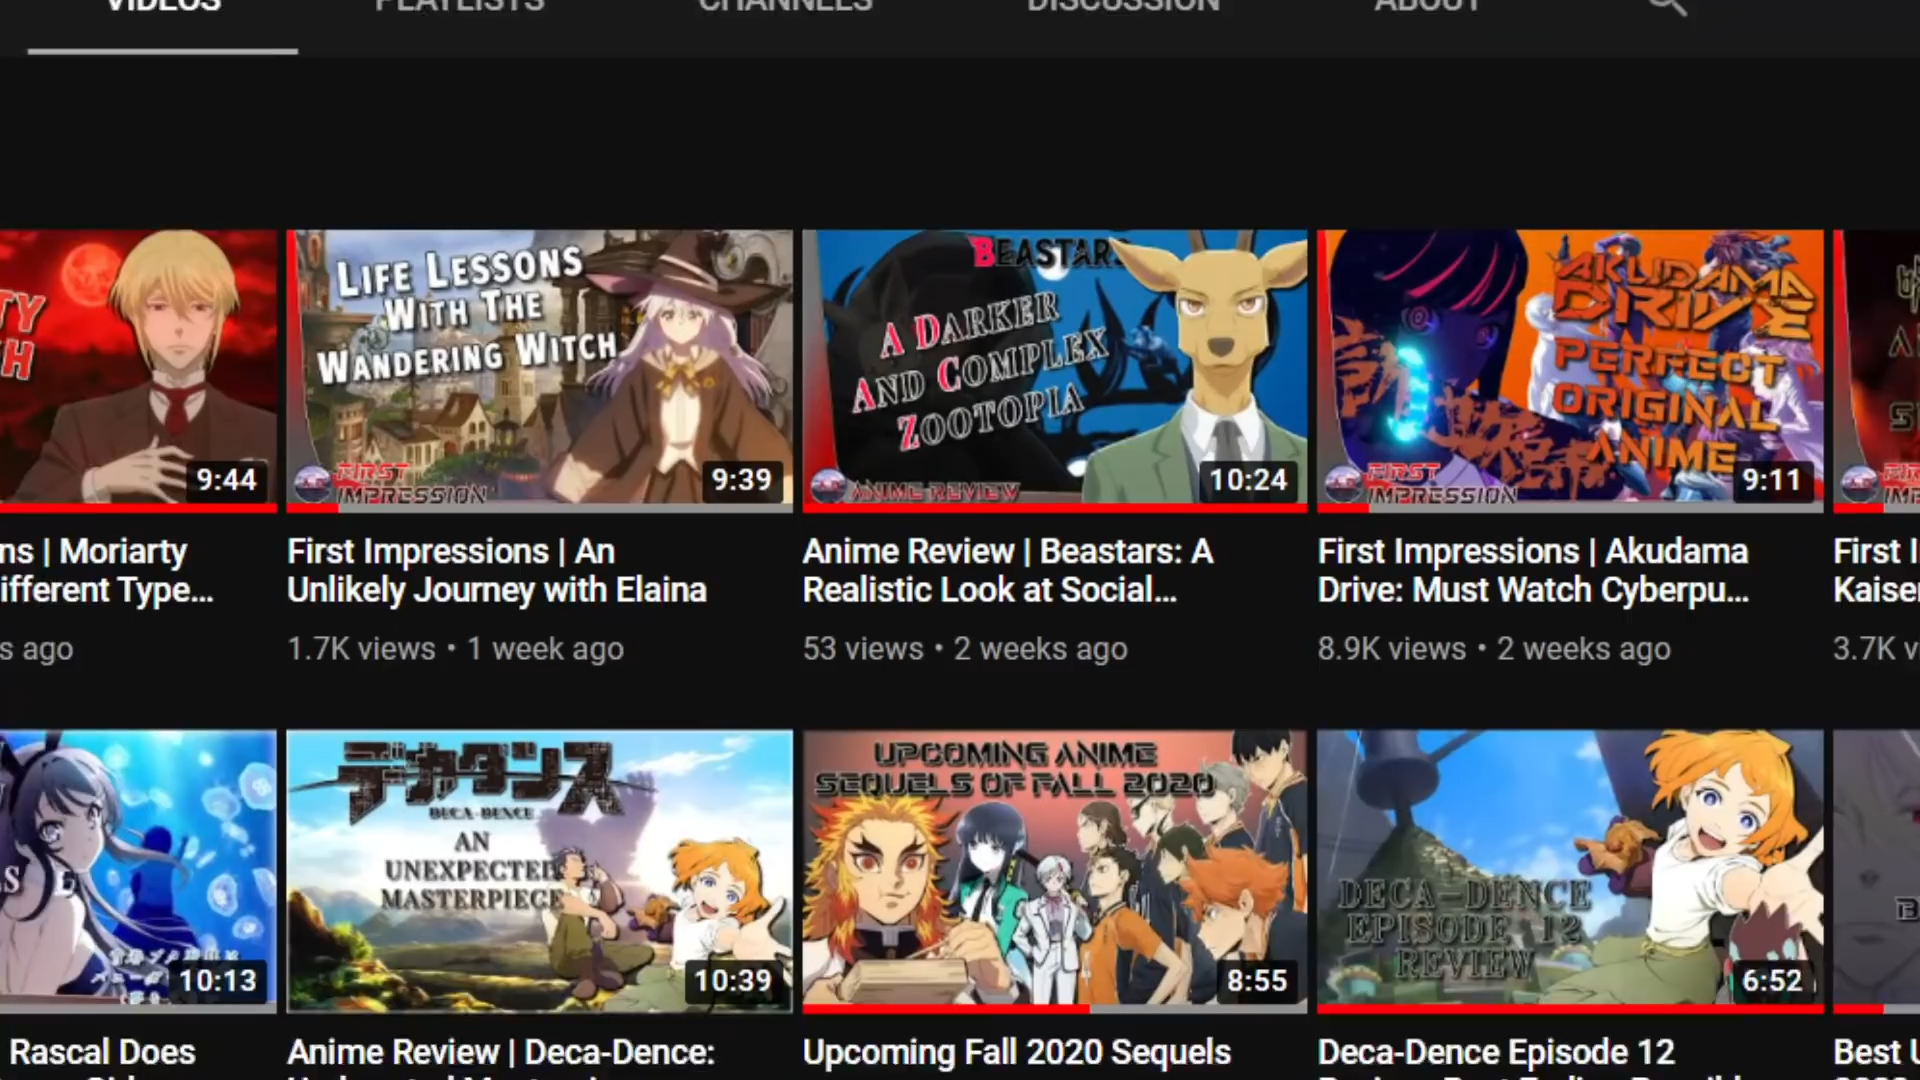 VIDEOS
PLAYLISTS
CHANNELS
DISCUSSION
ABOUT
TY
H
9:44
LIFE LESSONS
WITH THE
WANDERING WITCH
FIRST
IMPRESSION
9:39
BEASTARS
A DARKER
AND COMPLEX
ZOOTOPIA
ANIME REVIEW
10:24
AKUDAMA
DRIVE
PERFECT
ORIGINAL
ANIME
FIRST
IMPRESSION
9:11
ns | Moriarty
ifferent Type...
s ago
First Impressions | An
Unlikely Journey with Elaina
1.7K views • 1 week ago
Anime Review | Beastars: A
Realistic Look at Social...
53 views • 2 weeks ago
First Impressions | Akudama
Drive: Must Watch Cyberpu...
8.9K views • 2 weeks ago
First I
Kaiser
3.7K v
10:13
デカダンス
DECA-DENCE
AN
UNEXPECTED
MASTERPIECE
10:39
UPCOMING ANIME
SEQUELS OF FALL 2020
8:55
DECA-DENCE
EPISODE 12
REVIEW
6:52
Rascal Does
Anime Review | Deca-Dence:
Upcoming Fall 2020 Sequels
Deca-Dence Episode 12
Best U